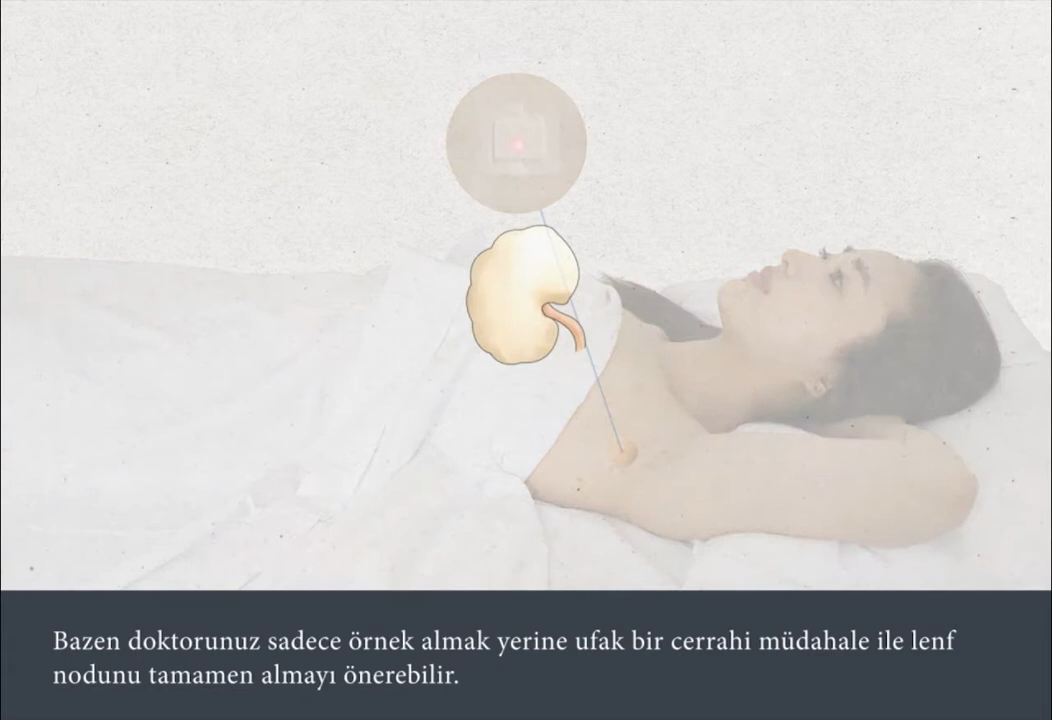 Bazen doktorunuz sadece örnek almak yerine ufak bir cerrahi müdahale ile lenf
nodunu tamamen almayı önerebilir.